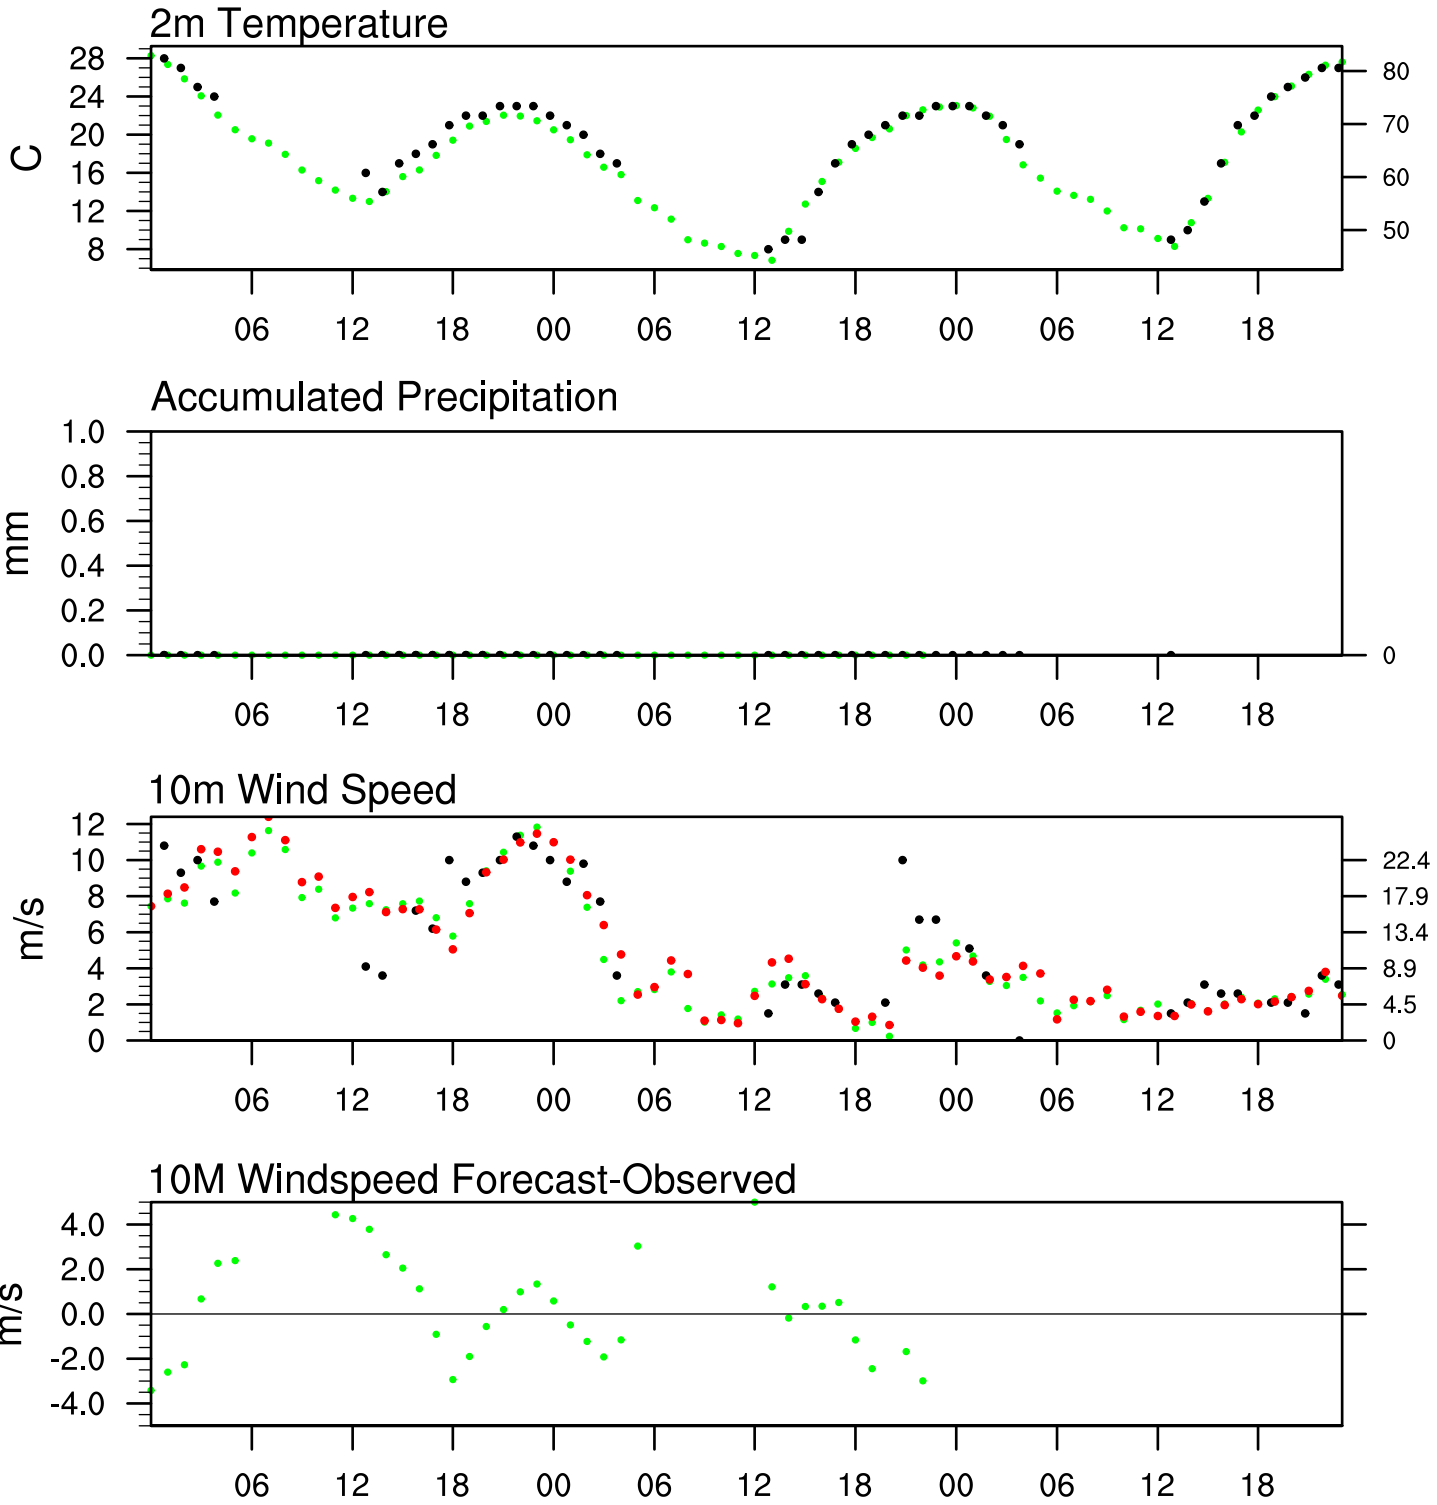 2m Temperature
28 80
24
20 70
C
16 60
12
8 50
06 12 18 00 06 12 18 00 06 12 18
Accumulated Precipitation
1.0
0.8
0.6
mm
0.4
0.2
0.0 0
06 12 18 00 06 12 18 00 06 12 18
10m Wind Speed
12
10 22.4
8 17.9
m/s
6 13.4
4 8.9
2 4.5
0 0
06 12 18 00 06 12 18 00 06 12 18
10M Windspeed Forecast-Observed
4.0
2.0
m/s
0.0
-2.0
-4.0
06 12 18 00 06 12 18 00 06 12 18